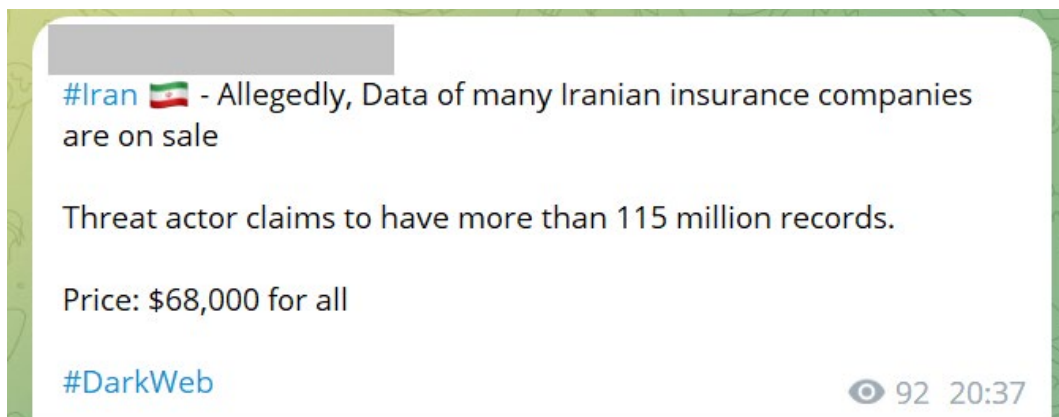 #Iran 🇮🇷 - Allegedly, Data of many Iranian insurance companies
are on sale
Threat actor claims to have more than 115 million records.
Price: $68,000 for all
#DarkWeb
92 20:37